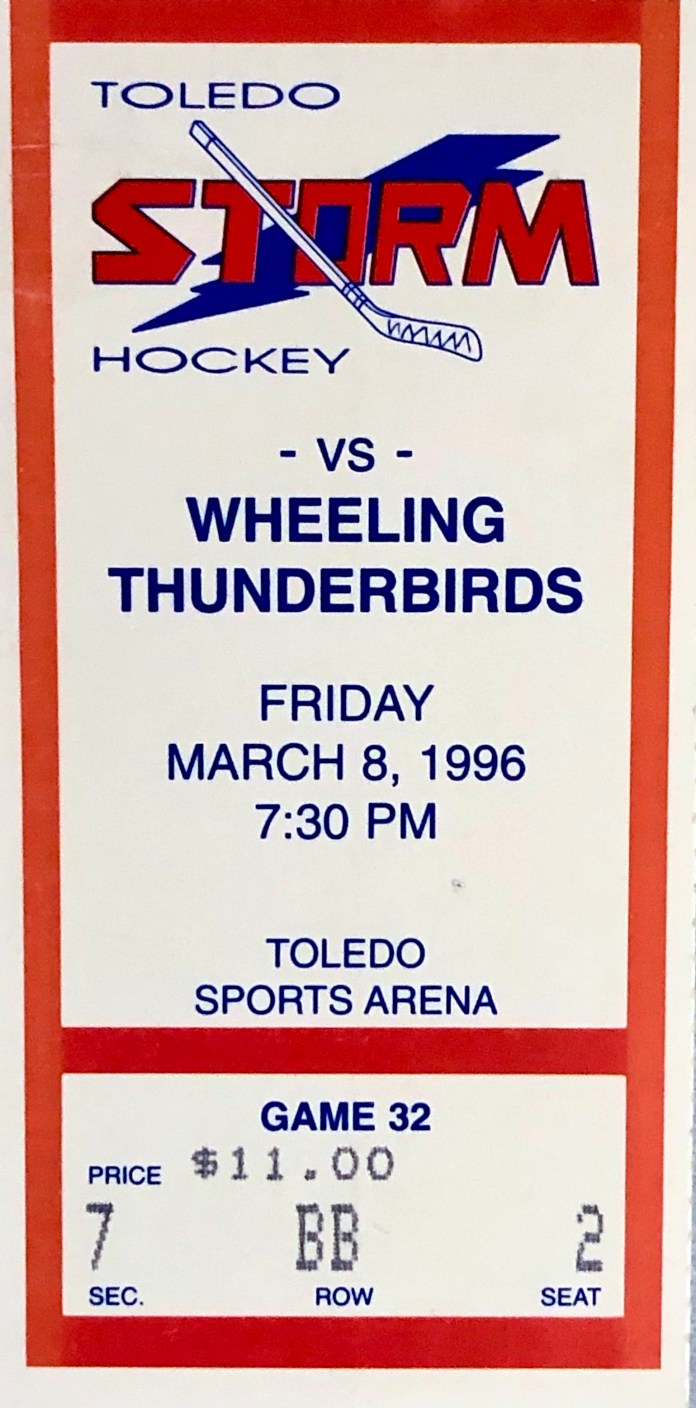 TOLEDO
STORM
HOCKEY
- VS -
WHEELING
THUNDERBIRDS
FRIDAY
MARCH 8, 1996
7:30 PM
TOLEDO
SPORTS ARENA
GAME 32
PRICE $11.00
7 BB 2
SEC. ROW SEAT